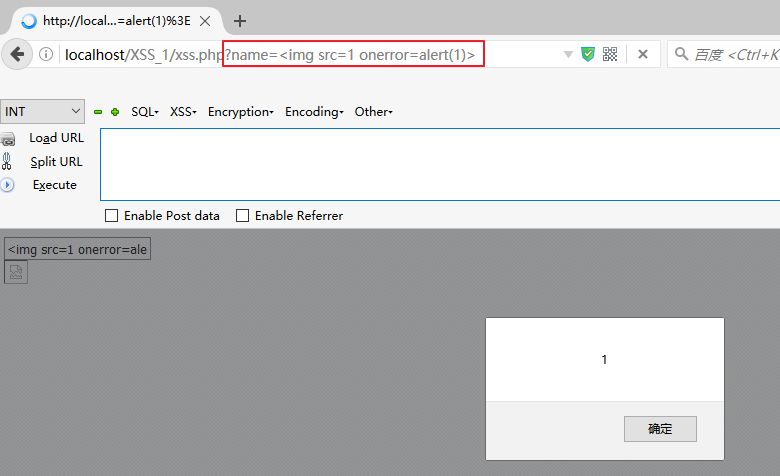 http://local...=alert(1)%3E
localhost/XSS_1/xss.php?name=<img src=1 onerror=alert(1)>
百度 <Ctrl+K
INT
SQL
XSS
Encryption
Encoding
Other
Load URL
Split URL
Execute
Enable Post data
Enable Referrer
<img src=1 onerror=ale
1
确定